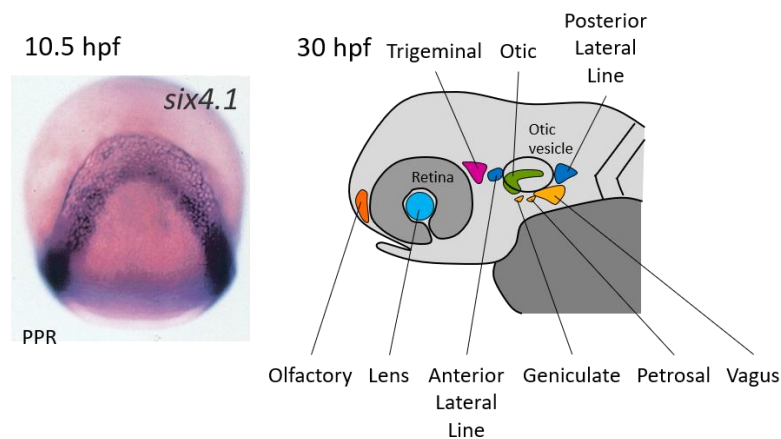 10.5 hpf
six4.1
PPR
30 hpf
Trigeminal
Otic
Posterior
Lateral
Line
Otic
vesicle
Retina
Olfactory
Lens
Anterior
Lateral
Line
Geniculate
Petrosal
Vagus